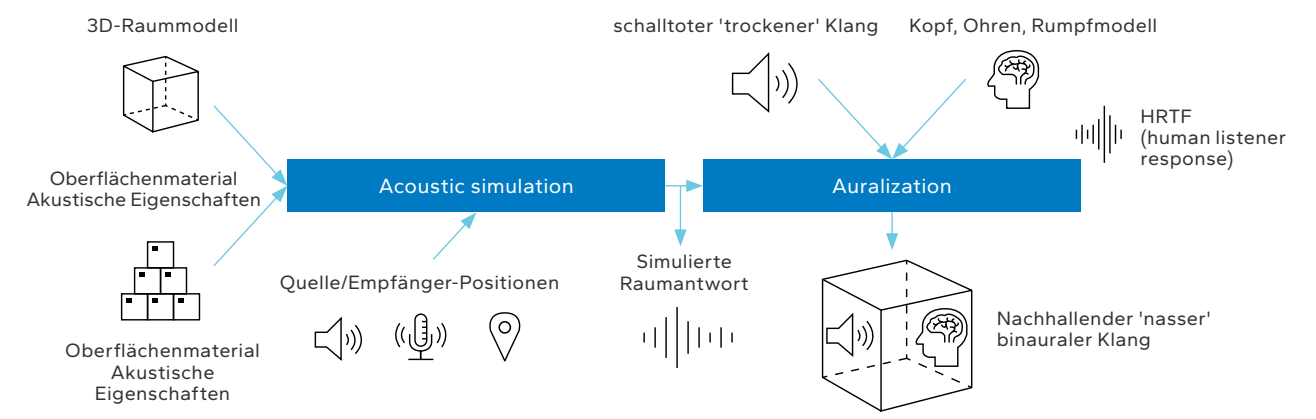 3D-Raummodell
schalltoter 'trockener' Klang
Kopf, Ohren, Rumpfmodell
HRTF
(human listener
response)
Oberflächenmaterial
Akustische Eigenschaften
Acoustic simulation
Auralization
Quelle/Empfänger-Positionen
Simulierte
Raumantwort
Nachhallender 'nasser'
binauraler Klang
Oberflächenmaterial
Akustische
Eigenschaften